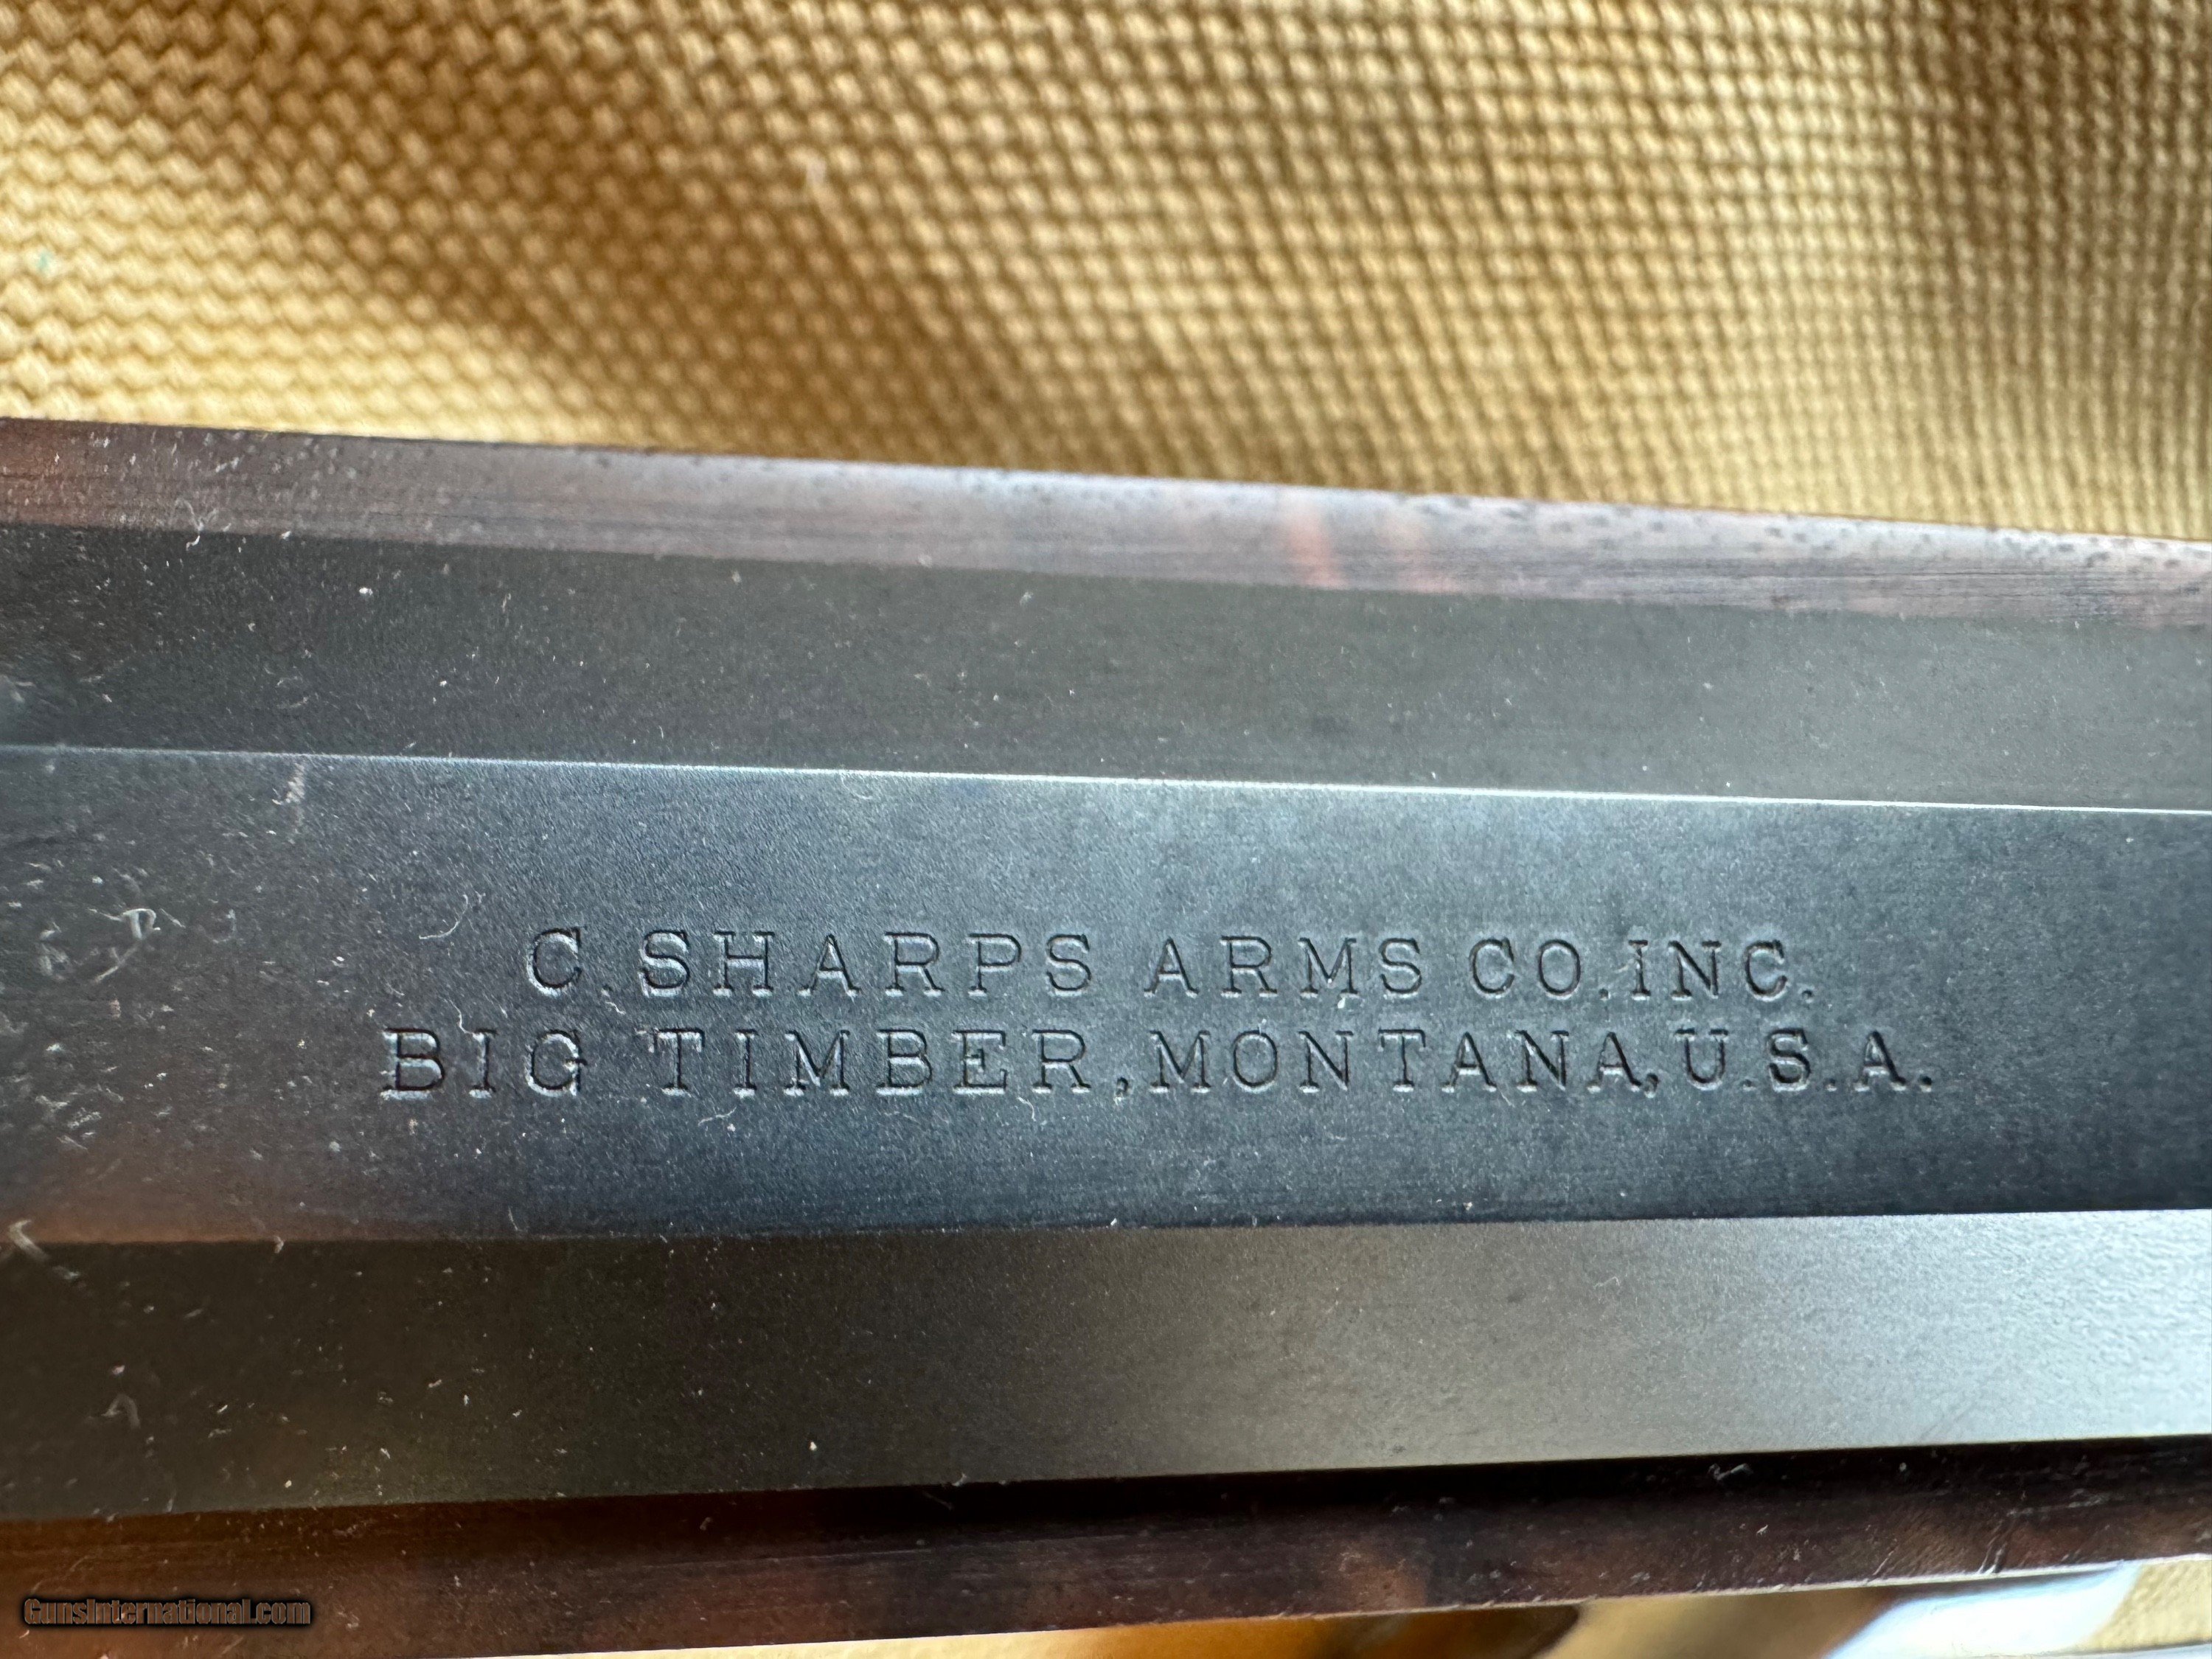 C. SHARPS ARMS CO. INC.
BIG TIMBER, MONTANA, U.S.A.
GunsInternational.com